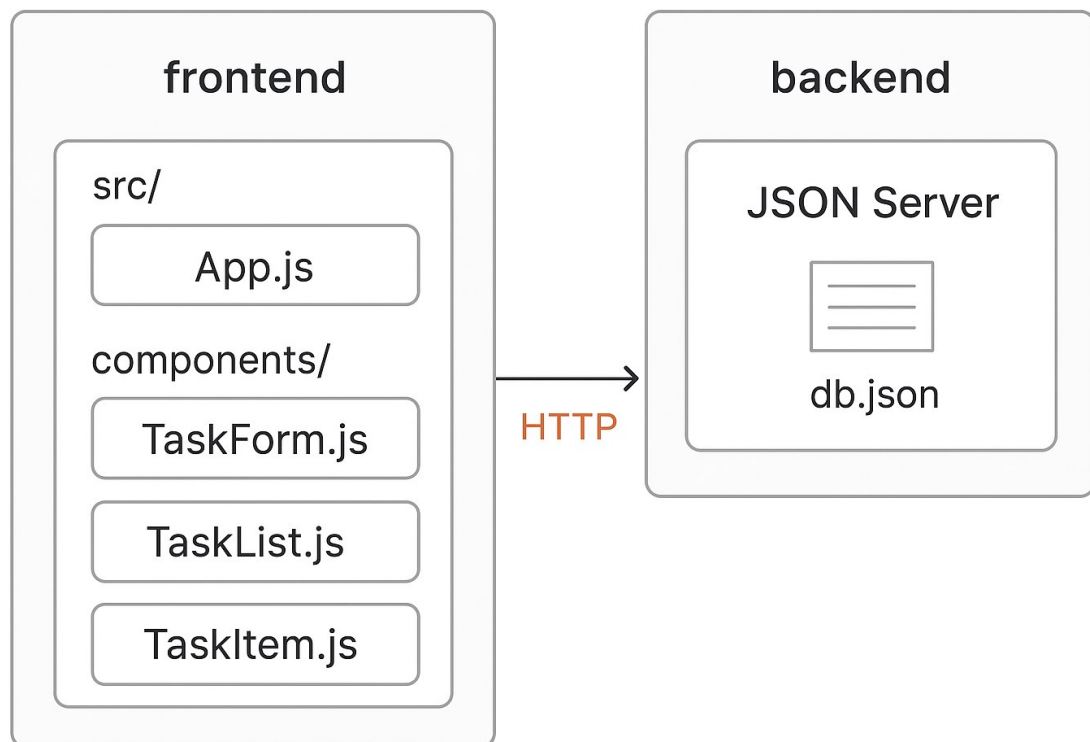 frontend
src/
App.js
components/
TaskForm.js
TaskList.js
TaskItem.js
HTTP
backend
JSON Server
db.json